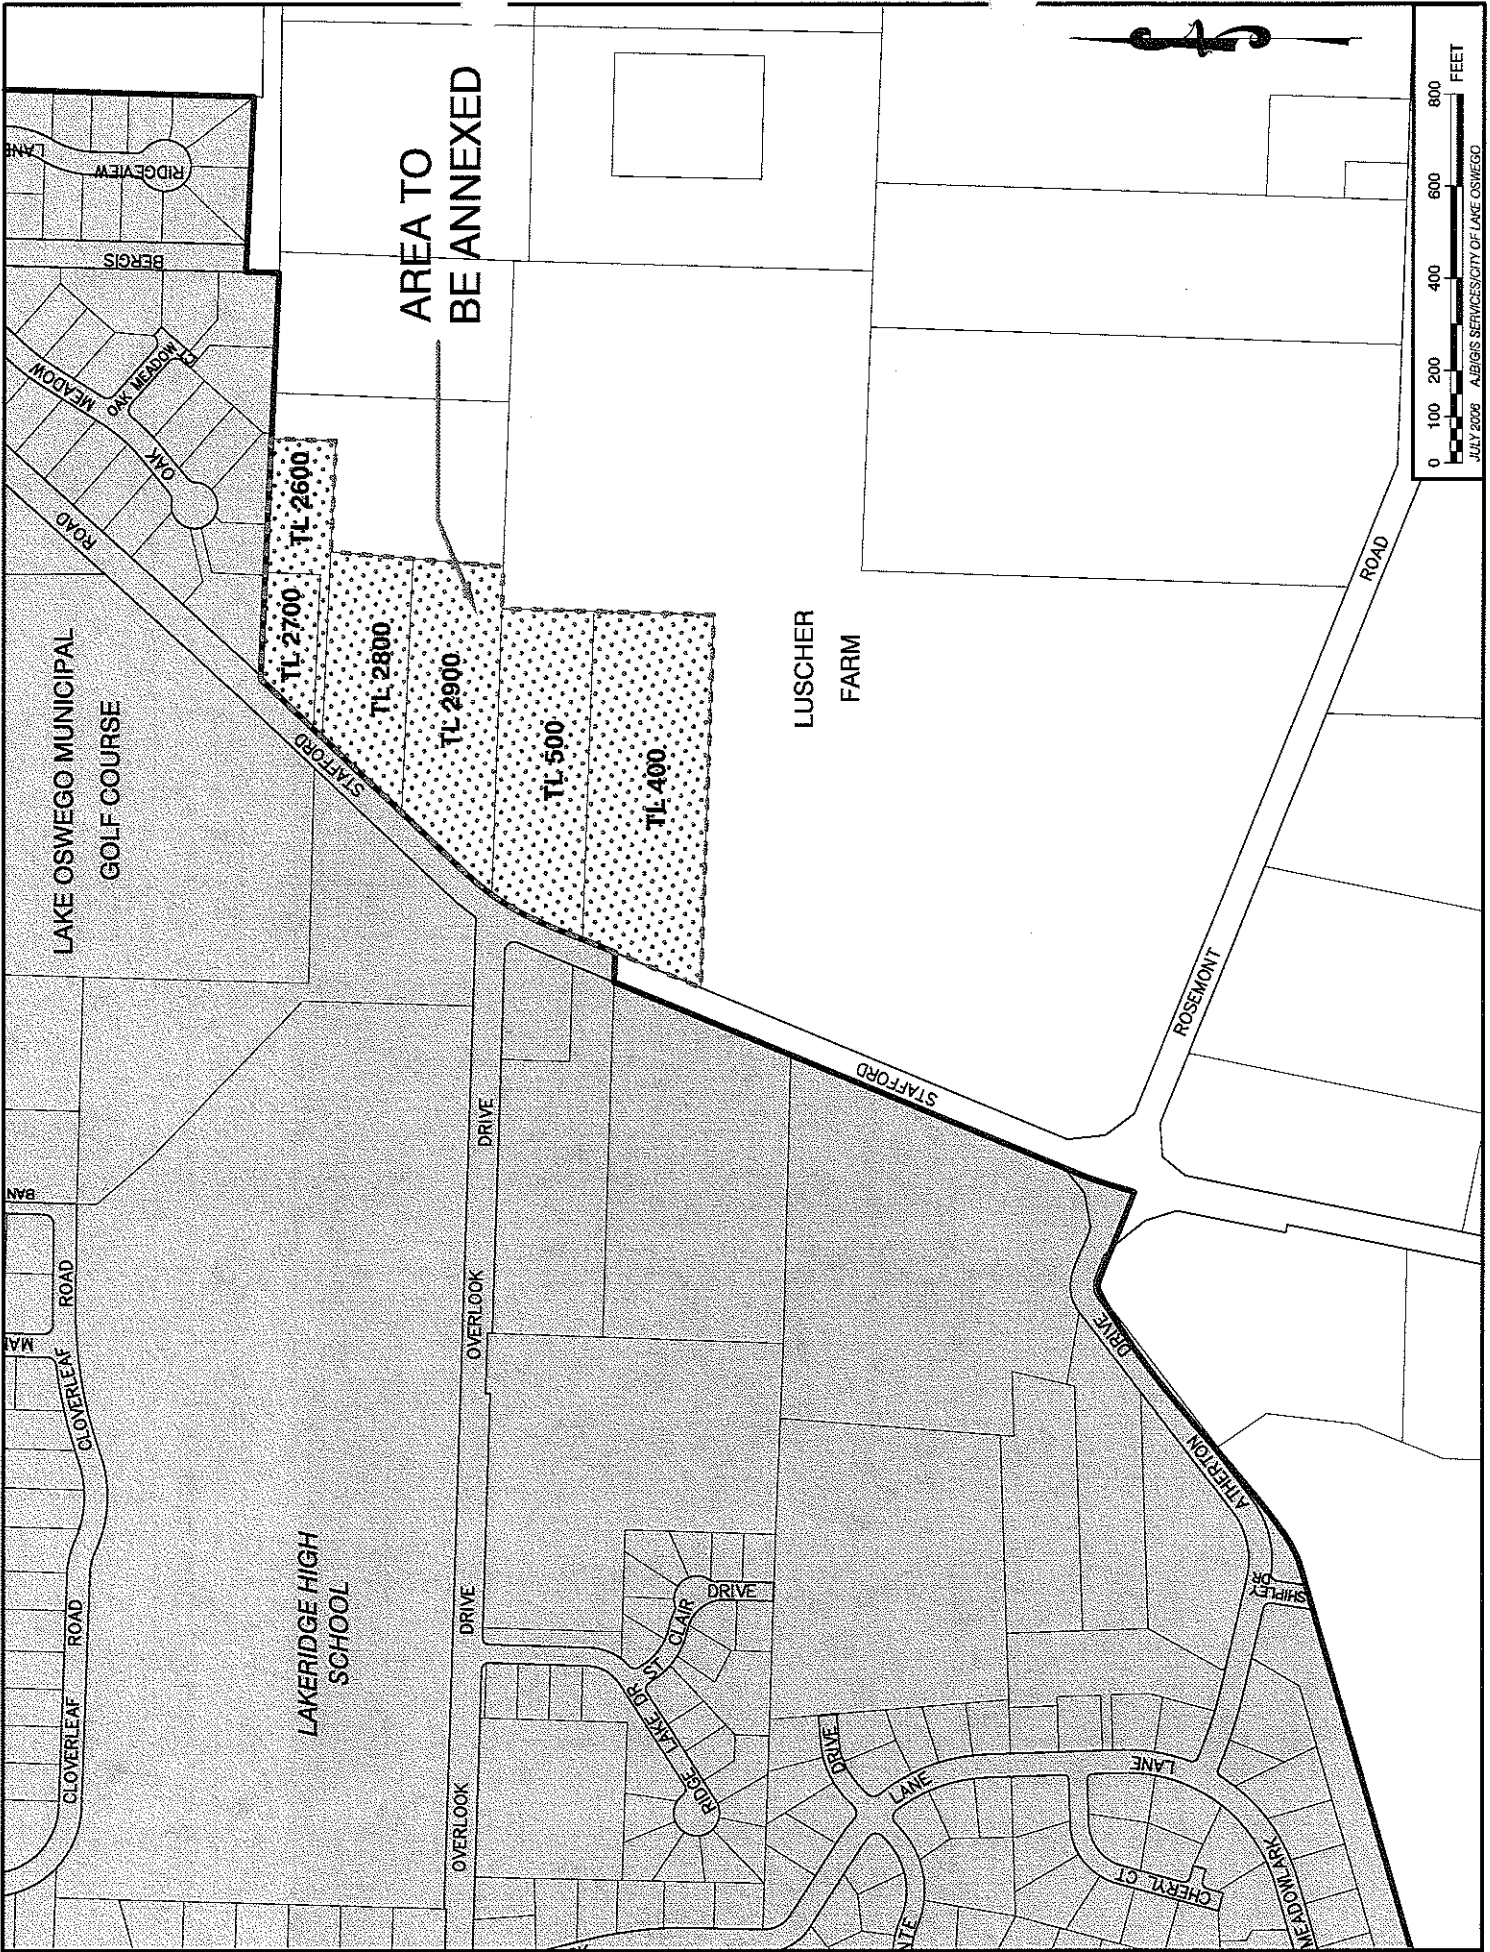 LAKE OSWEGO MUNICIPAL
GOLF COURSE
LAKERIDGE HIGH
SCHOOL
AREA TO
BE ANNEXED
LUSCHER
FARM
TL 2600
TL 2700
TL 2800
TL 2900
TL 500
TL 400
CLOVERLEAF
ROAD
CLOVERLEAF
ROAD
OVERLOOK
DRIVE
OVERLOOK
DRIVE
STAFFORD
ROAD
STAFFORD
ROSEMONT
ROAD
OAK
MEADOW
OAK MEADOW
CT
BERGIS
RIDGEVIEW
LANE
RIDGE LAKE DR
ST
CLAIR
DRIVE
DRIVE
LANE
LANE
MEADOWLARK
CHERYL CT
ATHERTON
DRIVE
SHIPLEY
DR
BAN
NTE
0 100 200 400 600 800
FEET
JULY 2006 AJB/GIS SERVICES/CITY OF LAKE OSWEGO